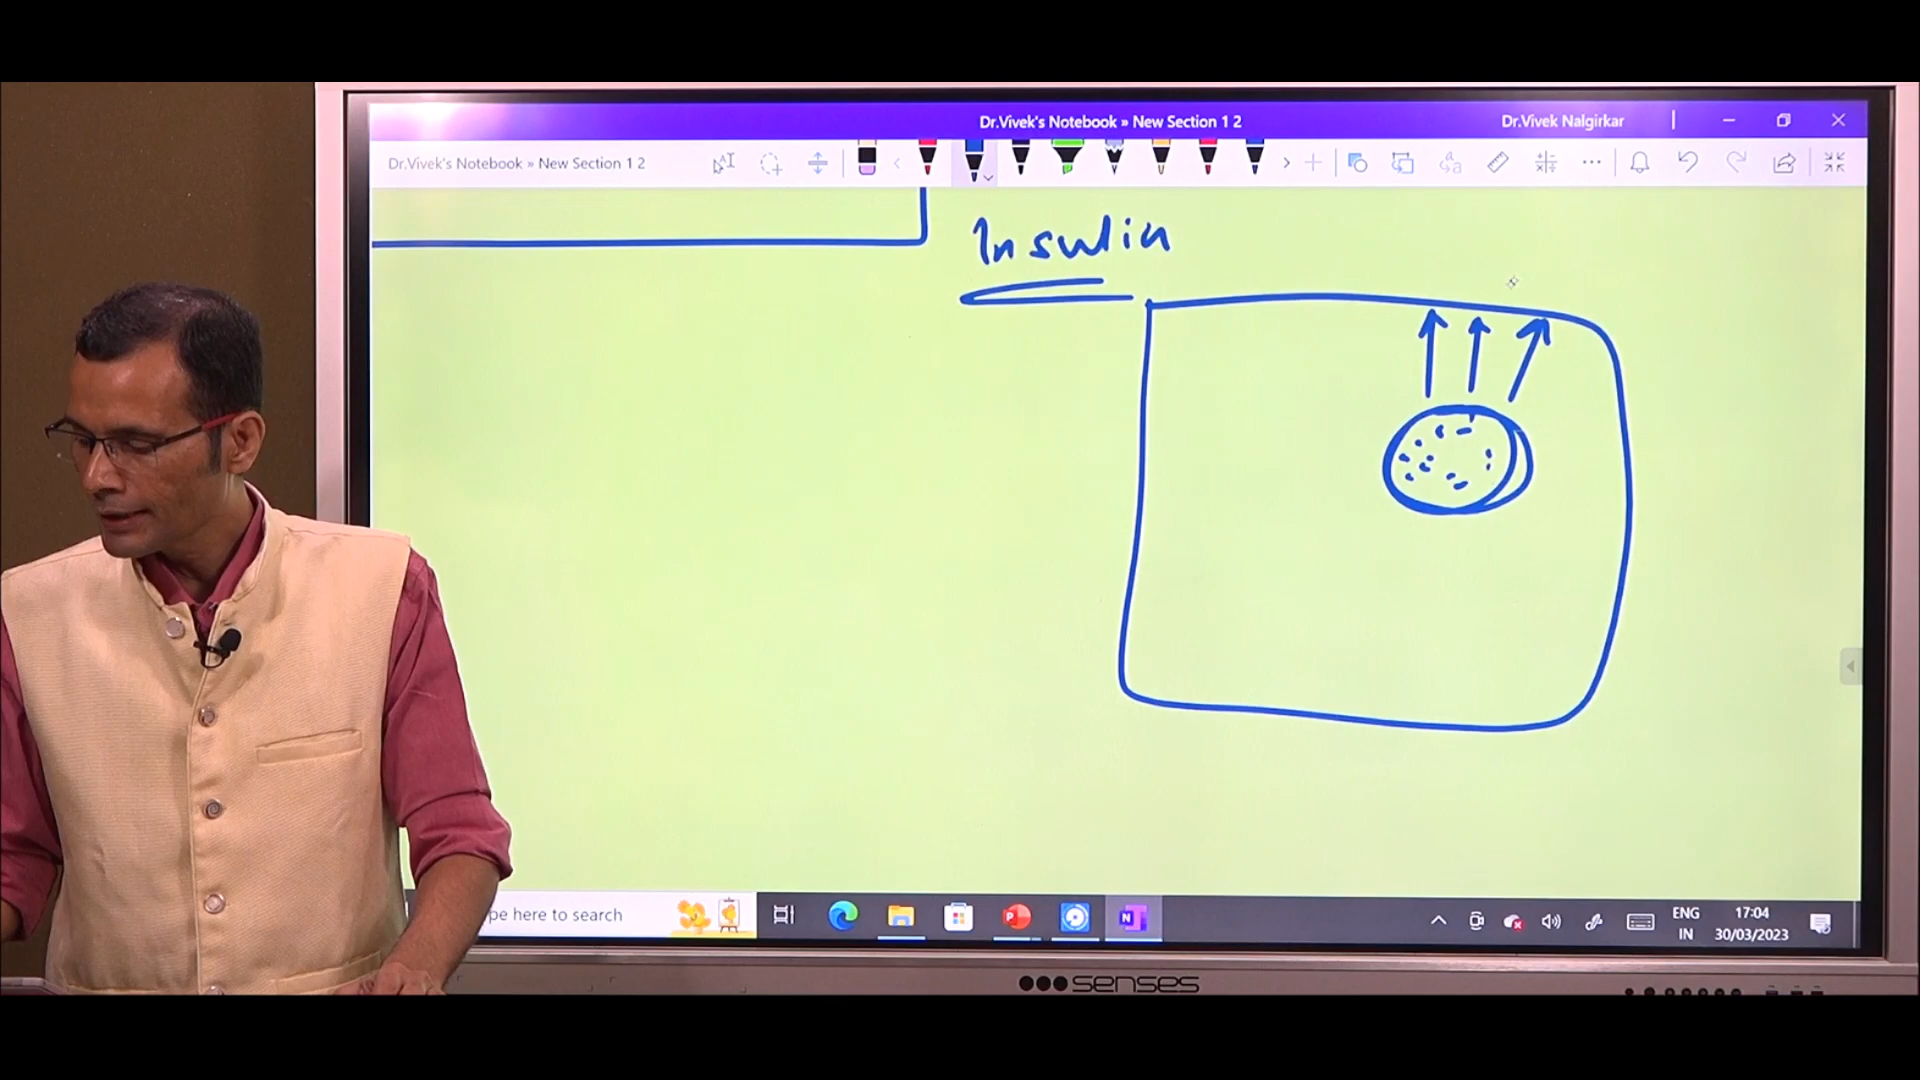 Dr.Vivek's Notebook » New Section 1 2
Dr.Vivek Nalgirkar
Dr.Vivek's Notebook » New Section 1 2
Insulin
pe here to search
ENG
IN
17:04
30/03/2023
senses